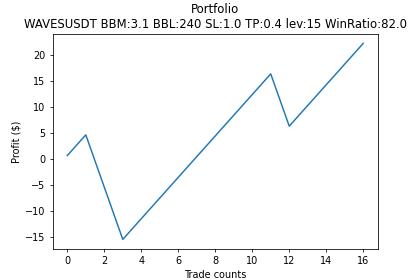 Portfolio
WAVESUSDT BBM:3.1 BBL:240 SL:1.0 TP:0.4 lev:15 WinRatio:82.0
20
15
10
5
0
−5
−10
−15
Profit ($)
0 2 4 6 8 10 12 14 16
Trade counts